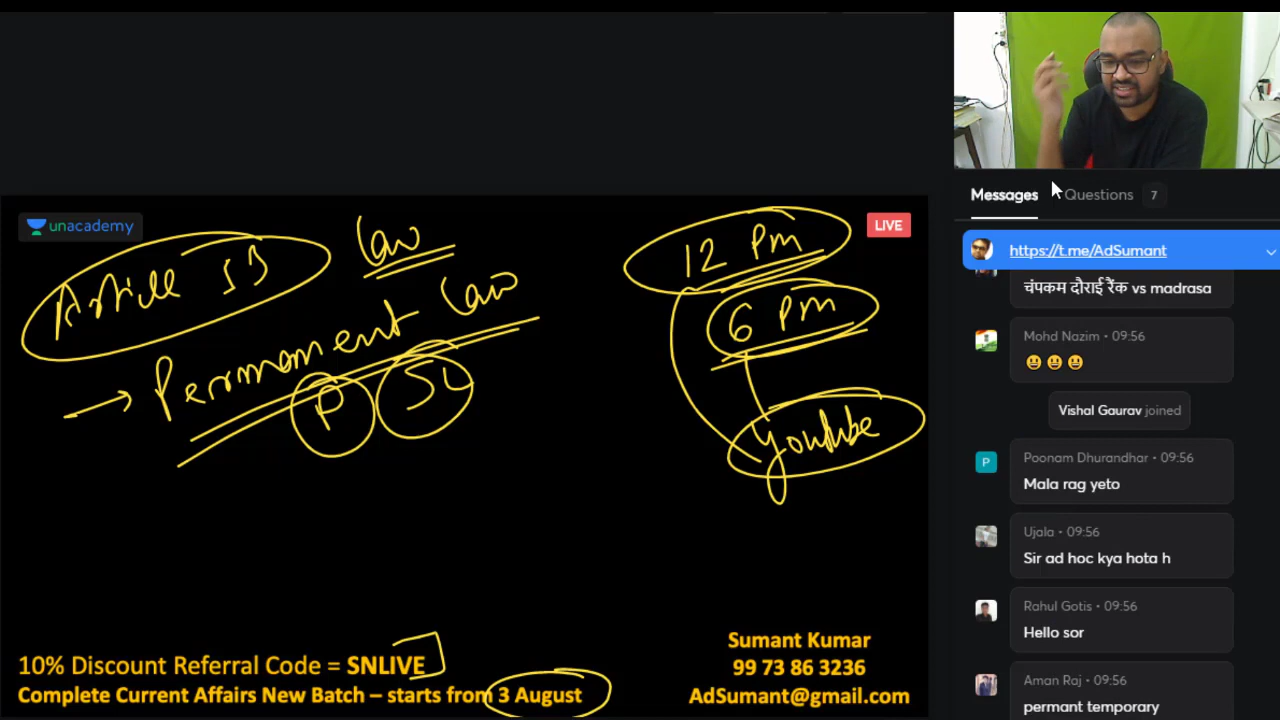 unacademy
LIVE
Article 13
Law
→ Permanent Law
P
SL
12 Pm
6 Pm
Youtube
10% Discount Referral Code = SNLIVE
Complete Current Affairs New Batch – starts from 3 August
Sumant Kumar
99 73 86 3236
AdSumant@gmail.com
Messages
Questions 7
https://t.me/AdSumant
चंपकम दौराई रैंक vs madrasa
Mohd Nazim • 09:56
😃 😃 😃
Vishal Gaurav joined
P
Poonam Dhurandhar • 09:56
Mala rag yeto
Ujala • 09:56
Sir ad hoc kya hota h
Rahul Gotis • 09:56
Hello sor
Aman Raj • 09:56
permant temporary